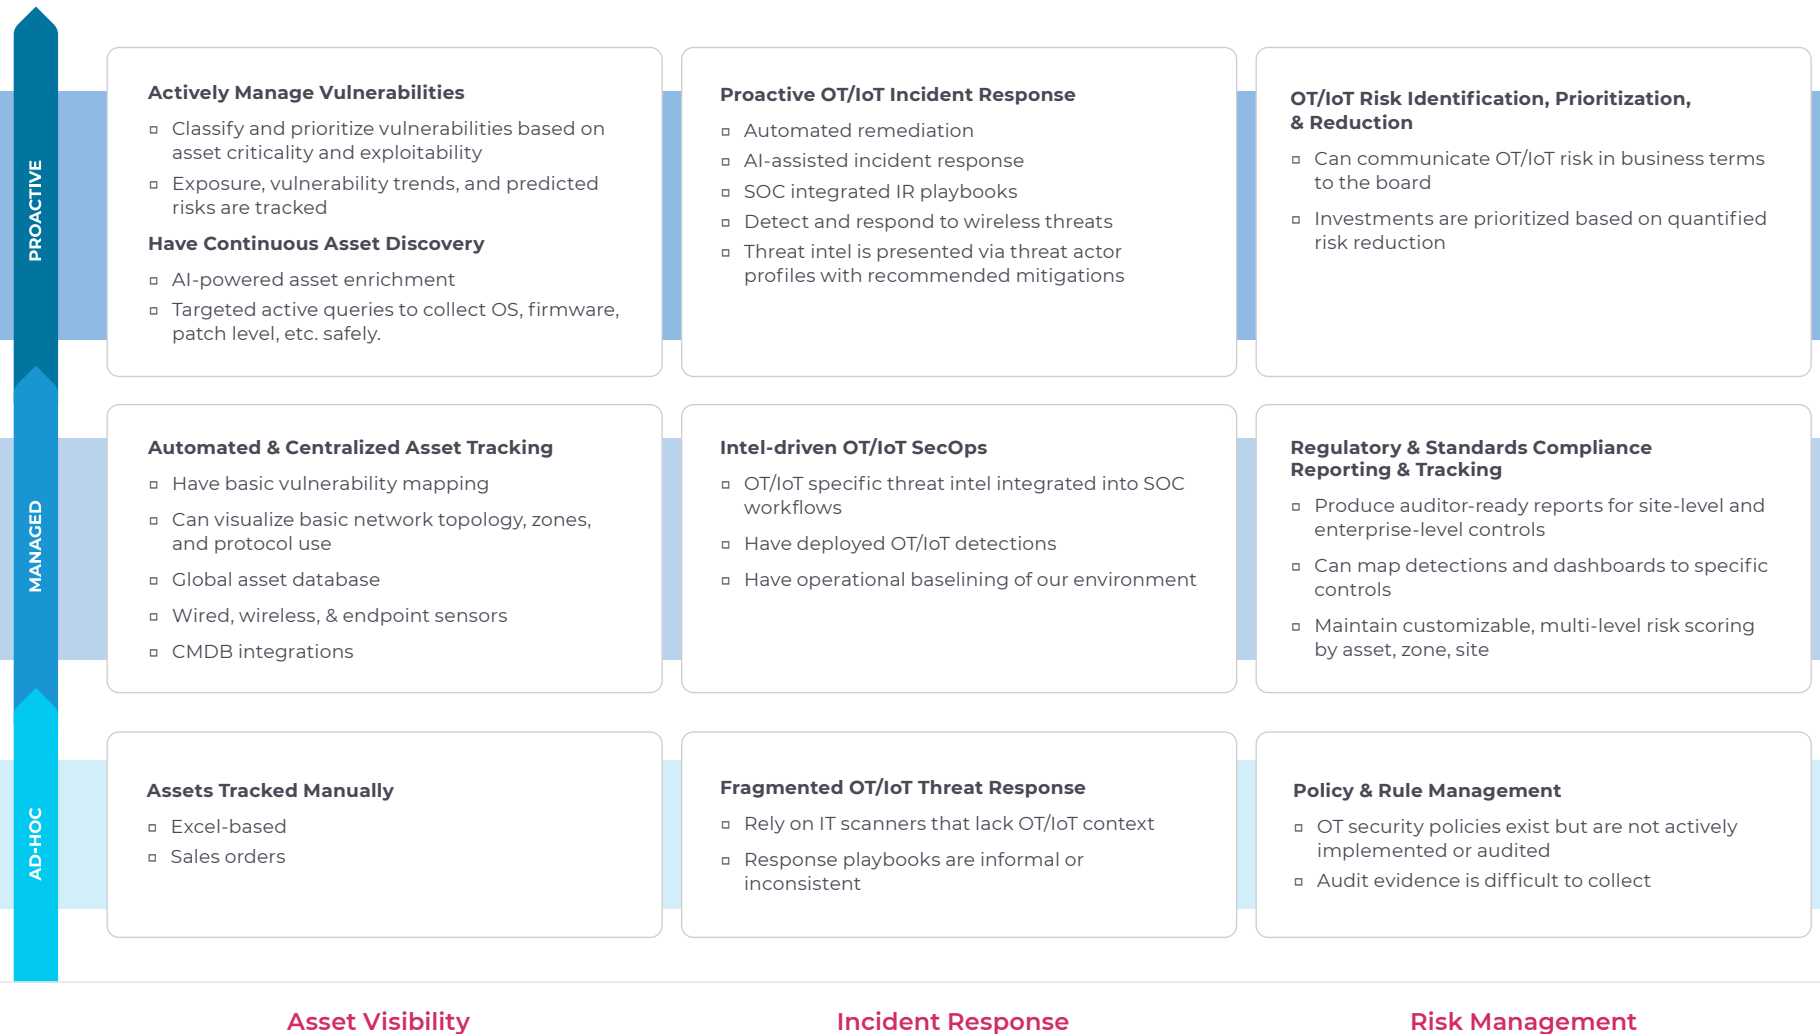 PROACTIVE
Actively Manage Vulnerabilities
Classify and prioritize vulnerabilities based on
asset criticality and exploitability
Exposure, vulnerability trends, and predicted
risks are tracked
Have Continuous Asset Discovery
AI-powered asset enrichment
Targeted active queries to collect OS, firmware,
patch level, etc. safely.
Proactive OT/IoT Incident Response
Automated remediation
AI-assisted incident response
SOC integrated IR playbooks
Detect and respond to wireless threats
Threat intel is presented via threat actor
profiles with recommended mitigations
OT/IoT Risk Identification, Prioritization,
& Reduction
Can communicate OT/IoT risk in business terms
to the board
Investments are prioritized based on quantified
risk reduction
MANAGED
Automated & Centralized Asset Tracking
Have basic vulnerability mapping
Can visualize basic network topology, zones,
and protocol use
Global asset database
Wired, wireless, & endpoint sensors
CMDB integrations
Intel-driven OT/IoT SecOps
OT/IoT specific threat intel integrated into SOC
workflows
Have deployed OT/IoT detections
Have operational baselining of our environment
Regulatory & Standards Compliance
Reporting & Tracking
Produce auditor-ready reports for site-level and
enterprise-level controls
Can map detections and dashboards to specific
controls
Maintain customizable, multi-level risk scoring
by asset, zone, site
AD-HOC
Assets Tracked Manually
Excel-based
Sales orders
Fragmented OT/IoT Threat Response
Rely on IT scanners that lack OT/IoT context
Response playbooks are informal or
inconsistent
Policy & Rule Management
OT security policies exist but are not actively
implemented or audited
Audit evidence is difficult to collect
Asset Visibility
Incident Response
Risk Management